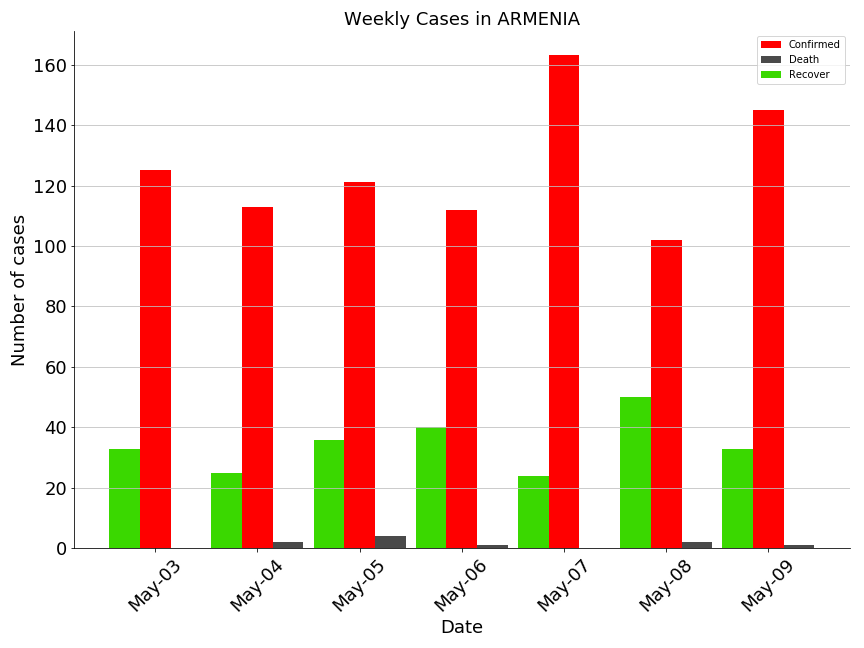 Weekly Cases in ARMENIA
Confirmed
Death
Recover
Number of cases
160
140
120
100
80
60
40
20
0
May-03
May-04
May-05
May-06
May-07
May-08
May-09
Date